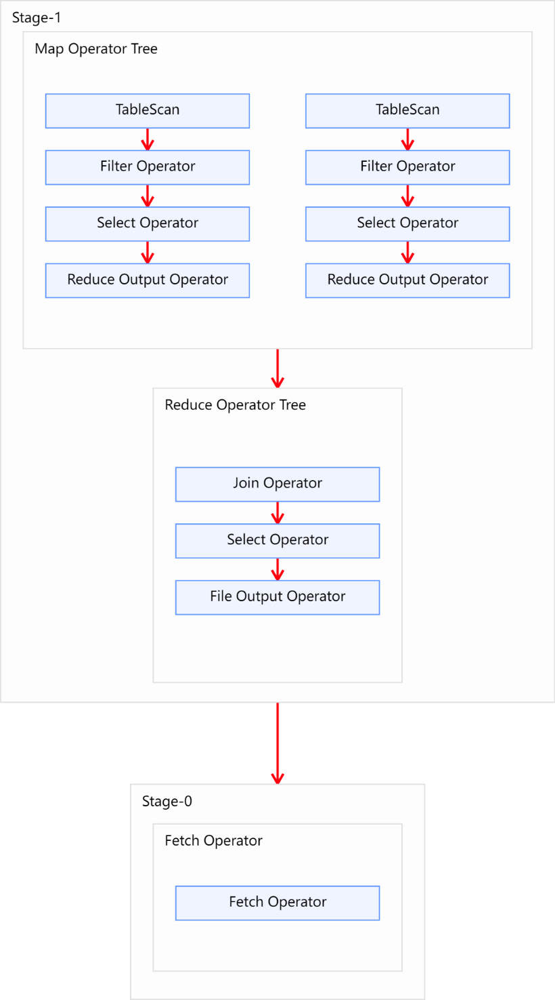 Stage-1
Map Operator Tree
TableScan
TableScan
Filter Operator
Filter Operator
Select Operator
Select Operator
Reduce Output Operator
Reduce Output Operator
Reduce Operator Tree
Join Operator
Select Operator
File Output Operator
Stage-0
Fetch Operator
Fetch Operator